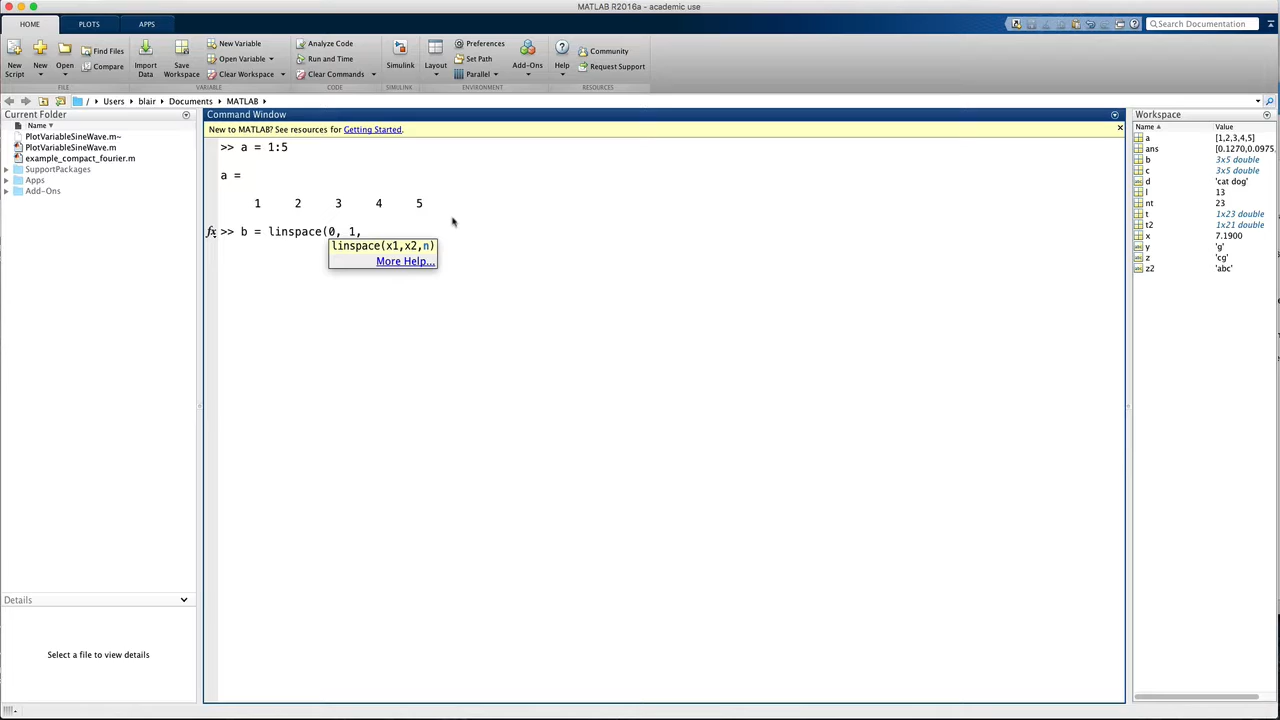 MATLAB R2016a - academic use
HOME PLOTS APPS
Search Documentation
New Script
New
Open
Find Files
Compare
FILE
Import Data
Save Workspace
New Variable
Open Variable
Clear Workspace
VARIABLE
Analyze Code
Run and Time
Clear Commands
CODE
Simulink
SIMULINK
Layout
Preferences
Set Path
Parallel
Add-Ons
ENVIRONMENT
Help
Community
Request Support
RESOURCES
/ Users blair Documents MATLAB
Current Folder
Name
PlotVariableSineWave.m~
PlotVariableSineWave.m
example_compact_fourier.m
SupportPackages
Apps
Add-Ons
Details
Select a file to view details
Command Window
New to MATLAB? See resources for Getting Started.
>> a = 1:5
a =
1 2 3 4 5
fx >> b = linspace(0, 1,
linspace(x1,x2,n)
More Help...
Workspace
Name Value
a [1,2,3,4,5]
ans [0.1270,0.0975,
b 3x5 double
c 3x5 double
d 'cat dog'
l 13
nt 23
t 1x23 double
t2 1x21 double
x 7.1900
y 'g'
z 'cg'
z2 'abc'